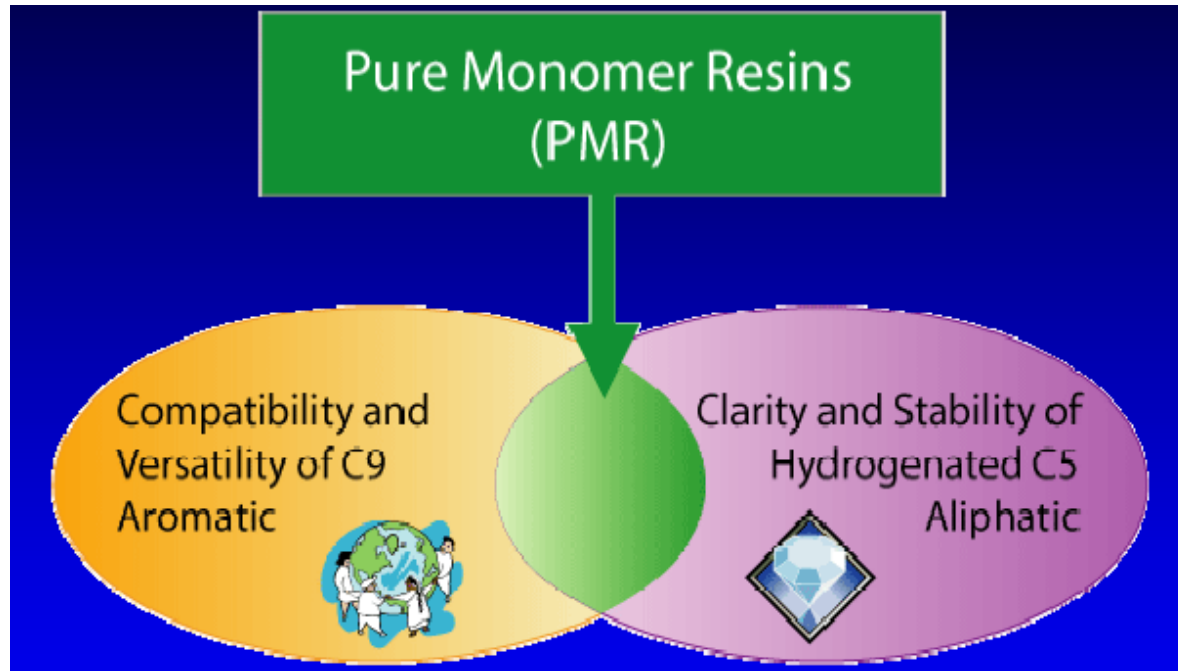 Pure Monomer Resins
(PMR)
Compatibility and
Versatility of C9
Aromatic
Clarity and Stability of
Hydrogenated C5
Aliphatic